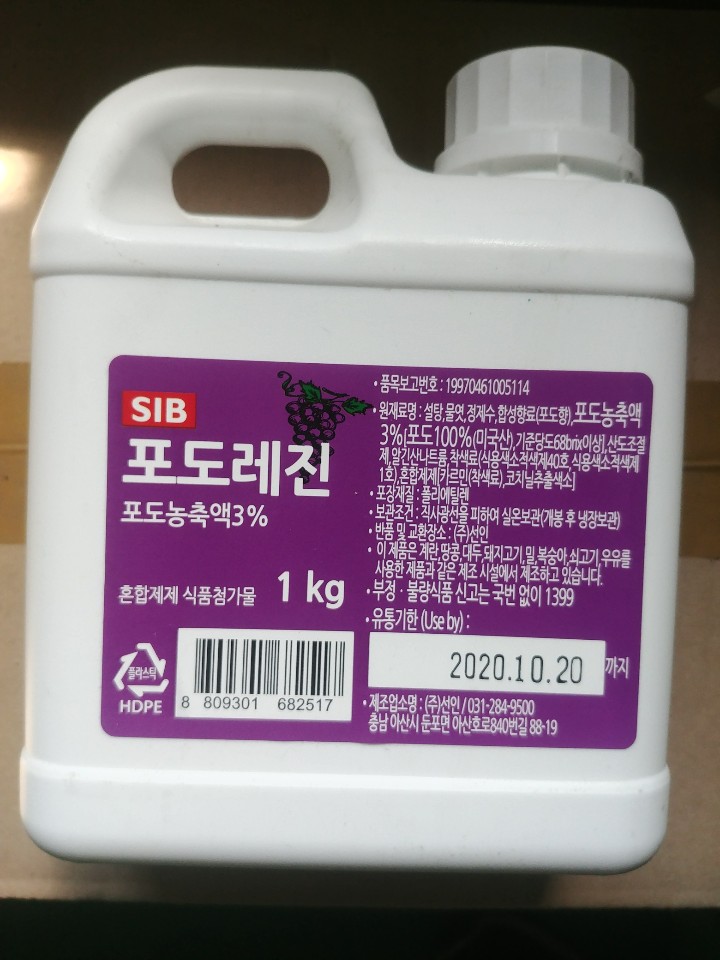 SIB
포도레진
포도농축액3%
혼합제제 식품첨가물 1 kg
플라스틱
HDPE
8 809301 682517
• 품목보고번호 : 19970461005114
• 원재료명 : 설탕, 물엿, 정제수, 합성향료(포도향), 포도농축액
3%[포도100%(미국산), 기준당도68brix이상], 산도조절
제, 알긴산나트륨, 착색료(식용색소적색제40호, 식용색소적색제
1호), 혼합제제[카르민(착색료), 코치닐추출색소]
• 포장재질 : 폴리에틸렌
• 보관조건 : 직사광선을 피하여 실온보관(개봉 후 냉장보관)
• 반품 및 교환장소 : (주)선인
• 이 제품은 계란, 땅콩, 대두, 돼지고기, 밀, 복숭아, 쇠고기, 우유를
사용한 제품과 같은 제조 시설에서 제조하고 있습니다.
• 부정 · 불량식품 신고는 국번 없이 1399
• 유통기한 (Use by) :
2020.10.20 까지
• 제조업소명 : (주)선인 / 031-284-9500
충남 아산시 둔포면 아산호로840번길 88-19